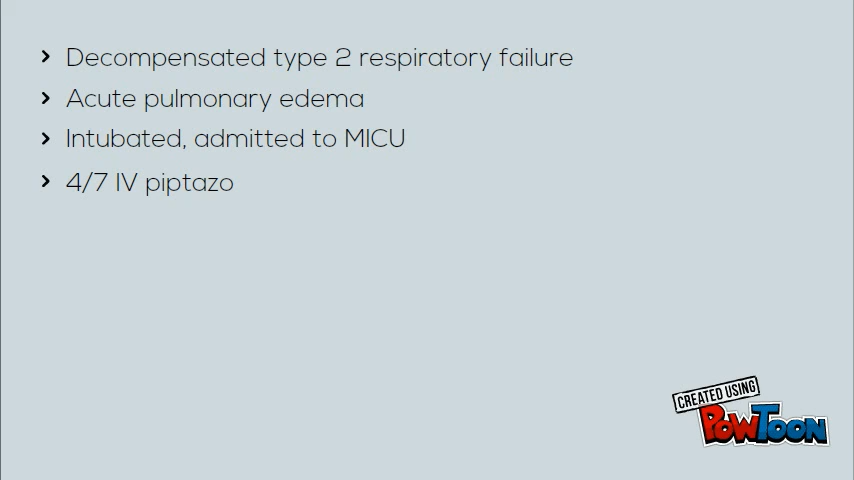 Decompensated type 2 respiratory failure
Acute pulmonary edema
Intubated, admitted to MICU
4/7 IV piptazo
CREATED USING
POWTOON